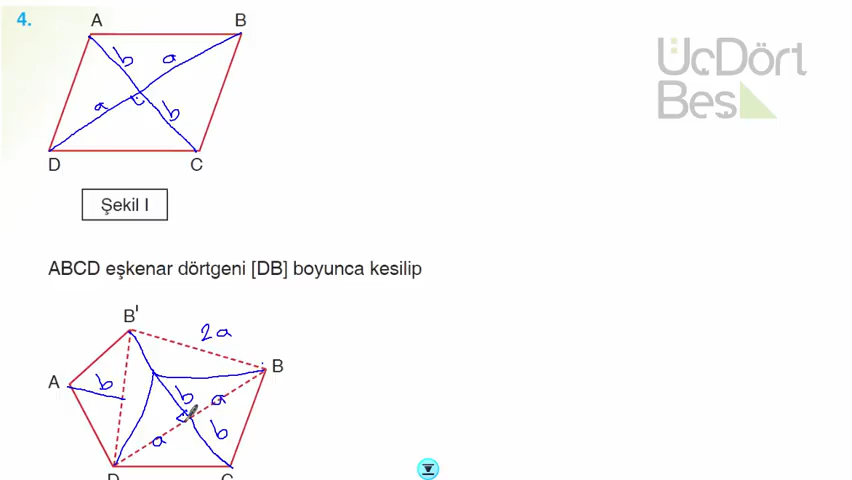 4.
A B
b a
a b
D C
ÜçDört
Beş
Şekil I
ABCD eşkenar dörtgeni [DB] boyunca kesilip
B'
2a
B
A b
b a
a b
D C